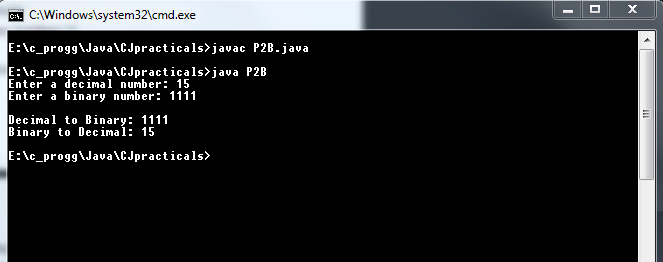 C:\Windows\system32\cmd.exe
E:\c_progg\Java\CJpracticals>javac P2B.java
E:\c_progg\Java\CJpracticals>java P2B
Enter a decimal number: 15
Enter a binary number: 1111
Decimal to Binary: 1111
Binary to Decimal: 15
E:\c_progg\Java\CJpracticals>